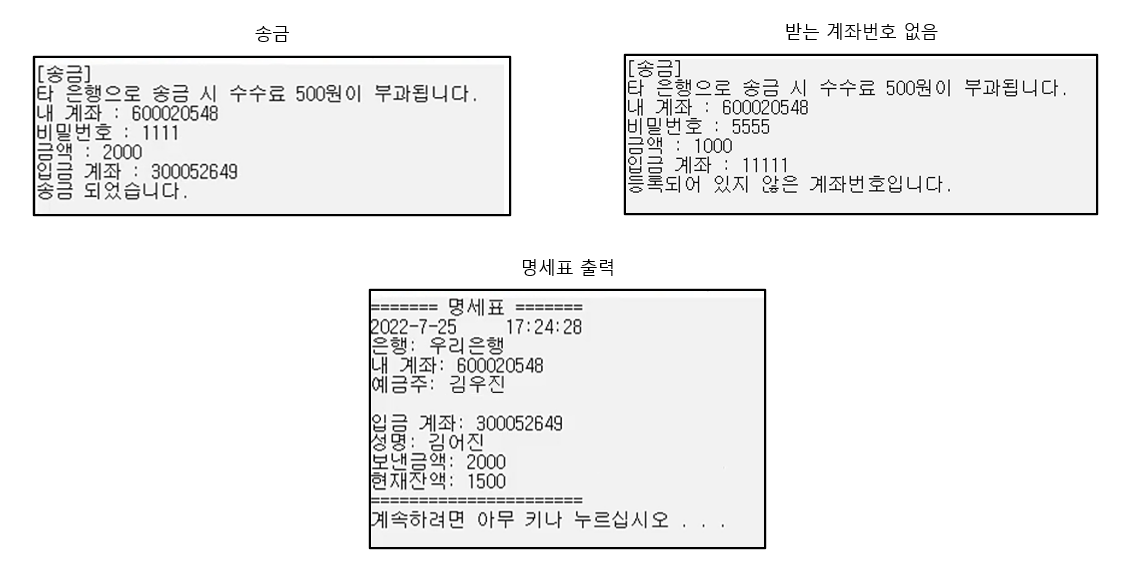 송금
[송금]
타 은행으로 송금 시 수수료 500원이 부과됩니다.
내 계좌 : 600020548
비밀번호 : 1111
금액 : 2000
입금 계좌 : 300052649
송금 되었습니다.
받는 계좌번호 없음
[송금]
타 은행으로 송금 시 수수료 500원이 부과됩니다.
내 계좌 : 600020548
비밀번호 : 5555
금액 : 1000
입금 계좌 : 11111
등록되어 있지 않은 계좌번호입니다.
명세표 출력
======= 명세표 =======
2022-7-25 17:24:28
은행: 우리은행
내 계좌: 600020548
예금주: 김우진
입금 계좌: 300052649
성명: 김어진
보낸금액: 2000
현재잔액: 1500
======================
계속하려면 아무 키나 누르십시오 . . .